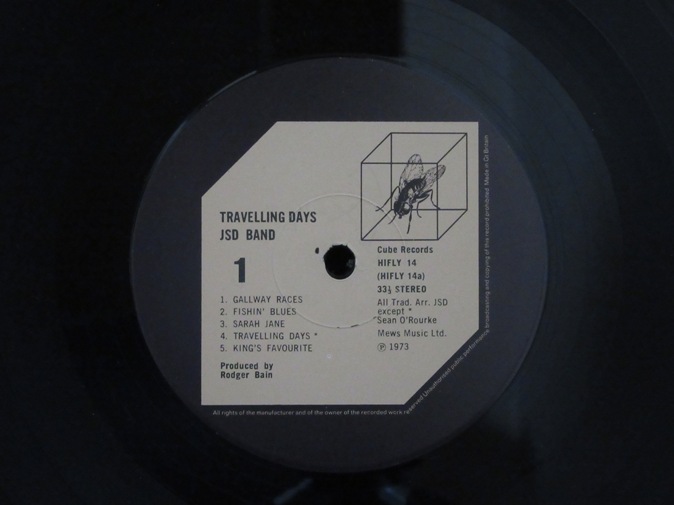 TRAVELLING DAYS
JSD BAND
1
1. GALLWAY RACES
2. FISHIN' BLUES
3. SARAH JANE
4. TRAVELLING DAYS *
5. KING'S FAVOURITE
Produced by
Rodger Bain
Cube Records
HIFLY 14
(HIFLY 14a)
33⅓ STEREO
All Trad. Arr. JSD
except *
Sean O'Rourke
Mews Music Ltd.
℗ 1973
All rights of the manufacturer and of the owner of the recorded work reserved Unauthorised public performance broadcasting and copying of this record prohibited Made in Gt Britain